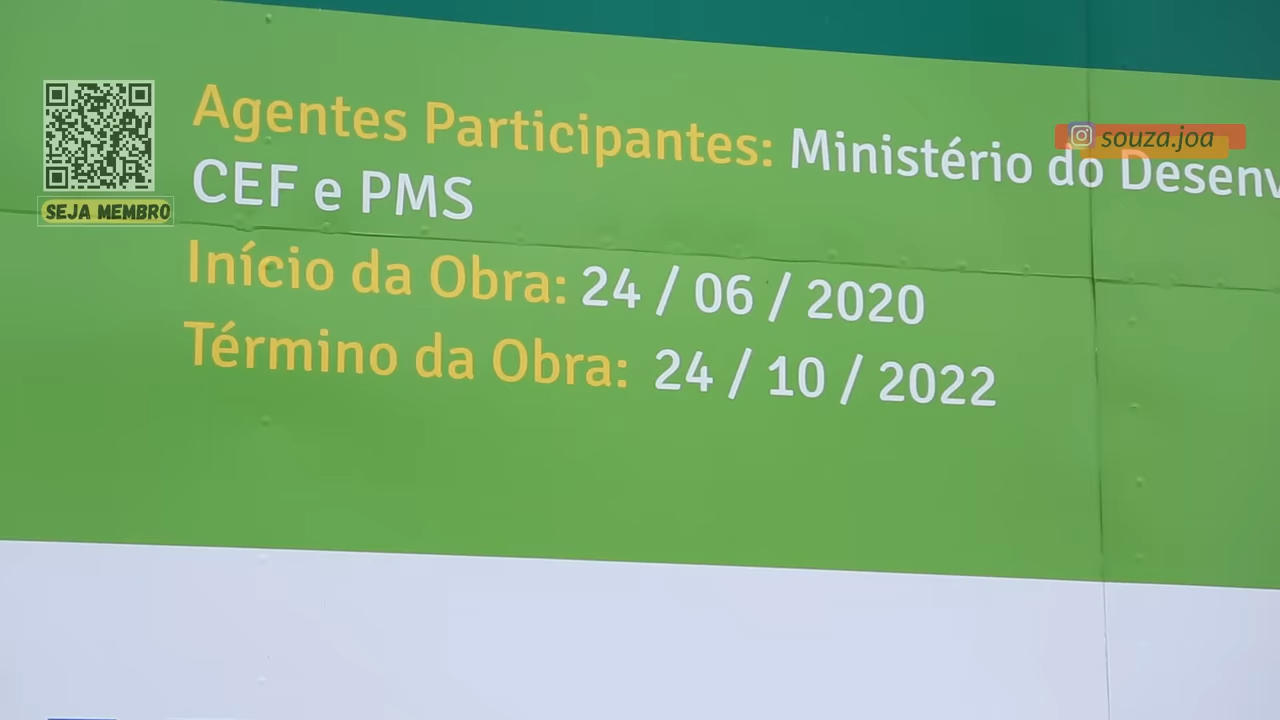 Agentes Participantes: Ministério do Desenv
CEF e PMS
Início da Obra: 24 / 06 / 2020
Término da Obra: 24 / 10 / 2022
SEJA MEMBRO
souza.joa